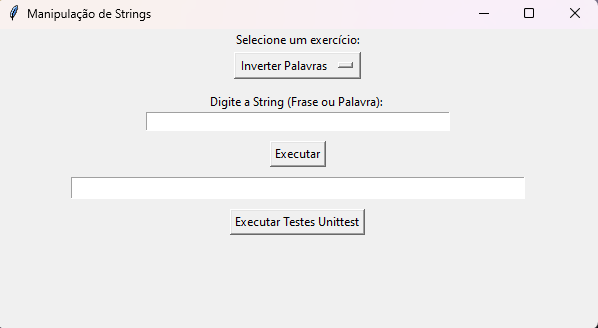 Manipulação de Strings
Selecione um exercício:
Inverter Palavras
Digite a String (Frase ou Palavra):
Executar
Executar Testes Unittest